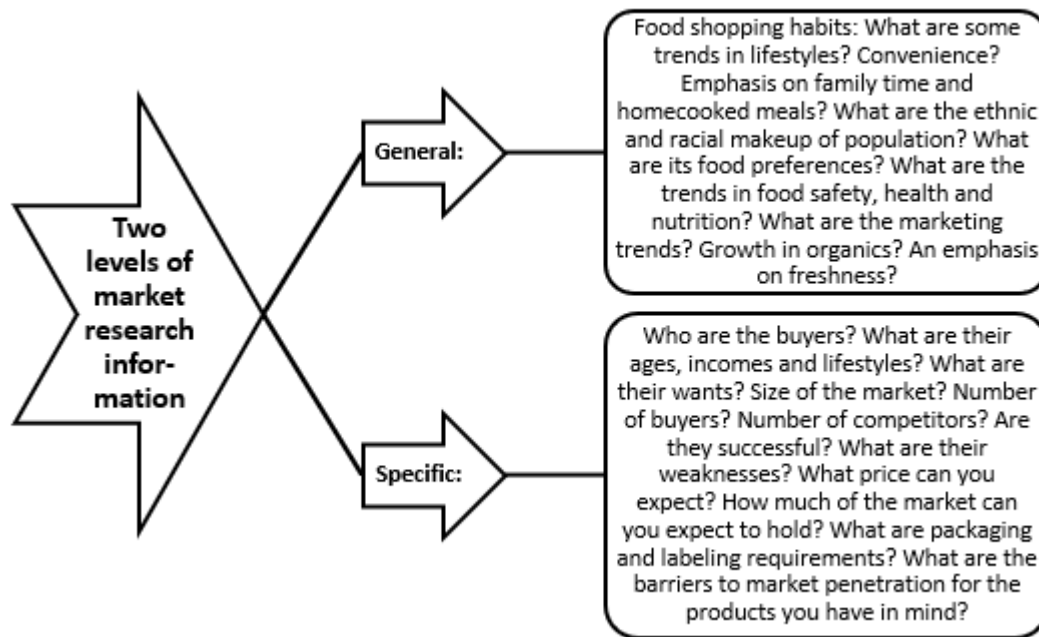 Two
levels of
market
research
infor-
mation
General:
Food shopping habits: What are some
trends in lifestyles? Convenience?
Emphasis on family time and
homecooked meals? What are the ethnic
and racial makeup of population? What
are its food preferences? What are the
trends in food safety, health and
nutrition? What are the marketing
trends? Growth in organics? An emphasis
on freshness?
Specific:
Who are the buyers? What are their
ages, incomes and lifestyles? What are
their wants? Size of the market? Number
of buyers? Number of competitors? Are
they successful? What are their
weaknesses? What price can you
expect? How much of the market can
you expect to hold? What are packaging
and labeling requirements? What are the
barriers to market penetration for the
products you have in mind?